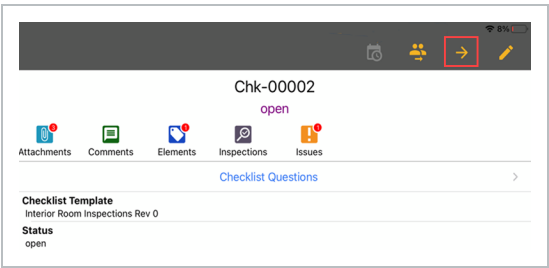 8%
Chk-00002
open
3 1 1
Attachments Comments Elements Inspections Issues
Checklist Questions
Checklist Template
Interior Room Inspections Rev 0
Status
open